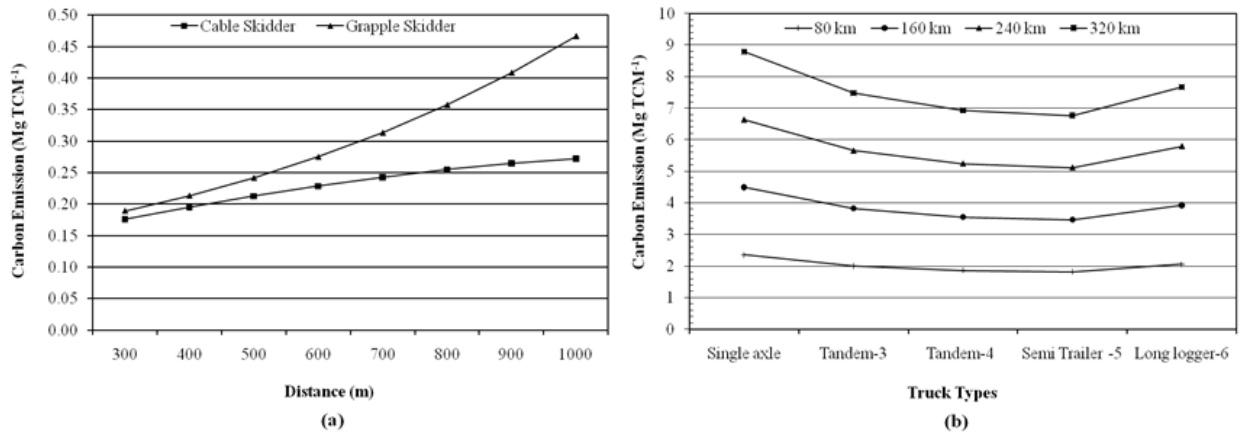 Cable Skidder Grapple Skidder
0.50
0.45
0.40
0.35
0.30
0.25
0.20
0.15
0.10
0.05
0.00
Carbon Emission (Mg TCM⁻¹)
300 400 500 600 700 800 900 1000
Distance (m)
(a)
80 km 160 km 240 km 320 km
10
9
8
7
6
5
4
3
2
1
0
Carbon Emission (Mg TCM⁻¹)
Single axle Tandem-3 Tandem-4 Semi Trailer -5 Long logger-6
Truck Types
(b)